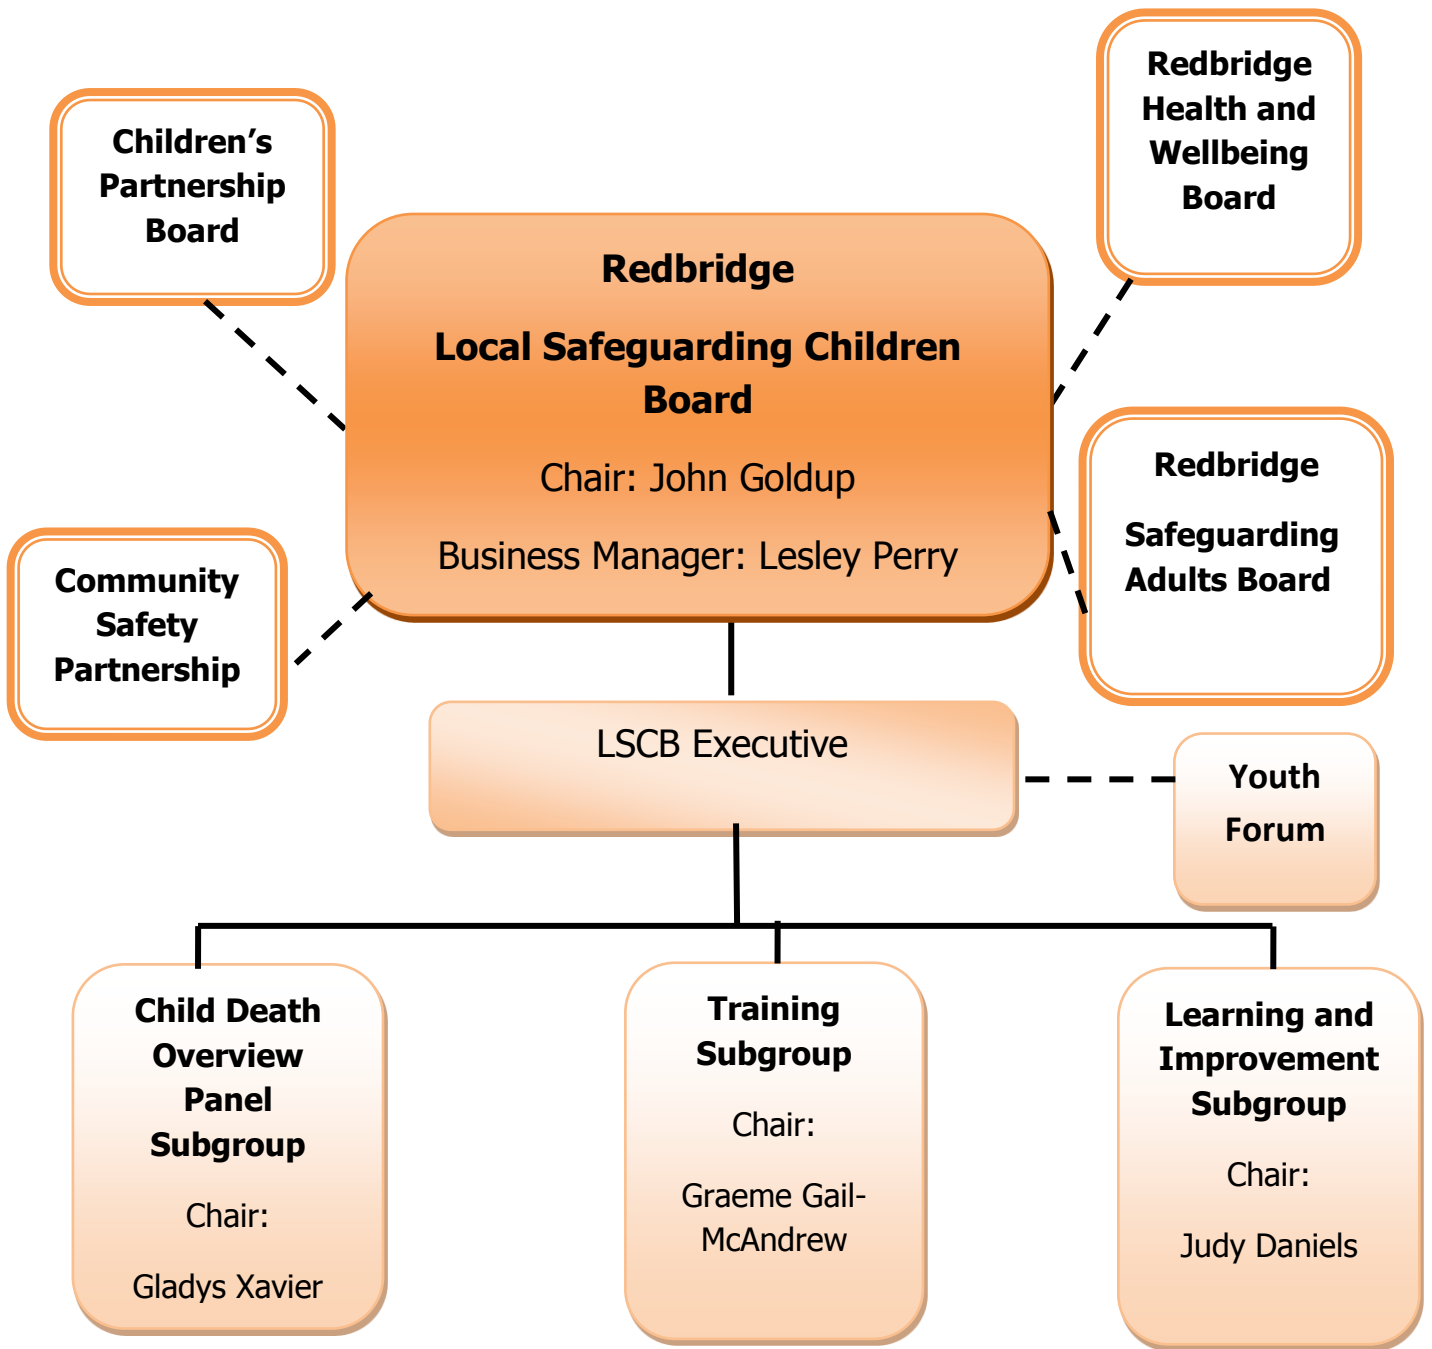 Redbridge
Health and
Wellbeing
Board
Children’s
Partnership
Board
Redbridge
Local Safeguarding Children
Board
Chair: John Goldup
Business Manager: Lesley Perry
Redbridge
Safeguarding
Adults Board
Community
Safety
Partnership
LSCB Executive
Youth
Forum
Child Death
Overview
Panel
Subgroup
Chair:
Gladys Xavier
Training
Subgroup
Chair:
Graeme Gail-
McAndrew
Learning and
Improvement
Subgroup
Chair:
Judy Daniels